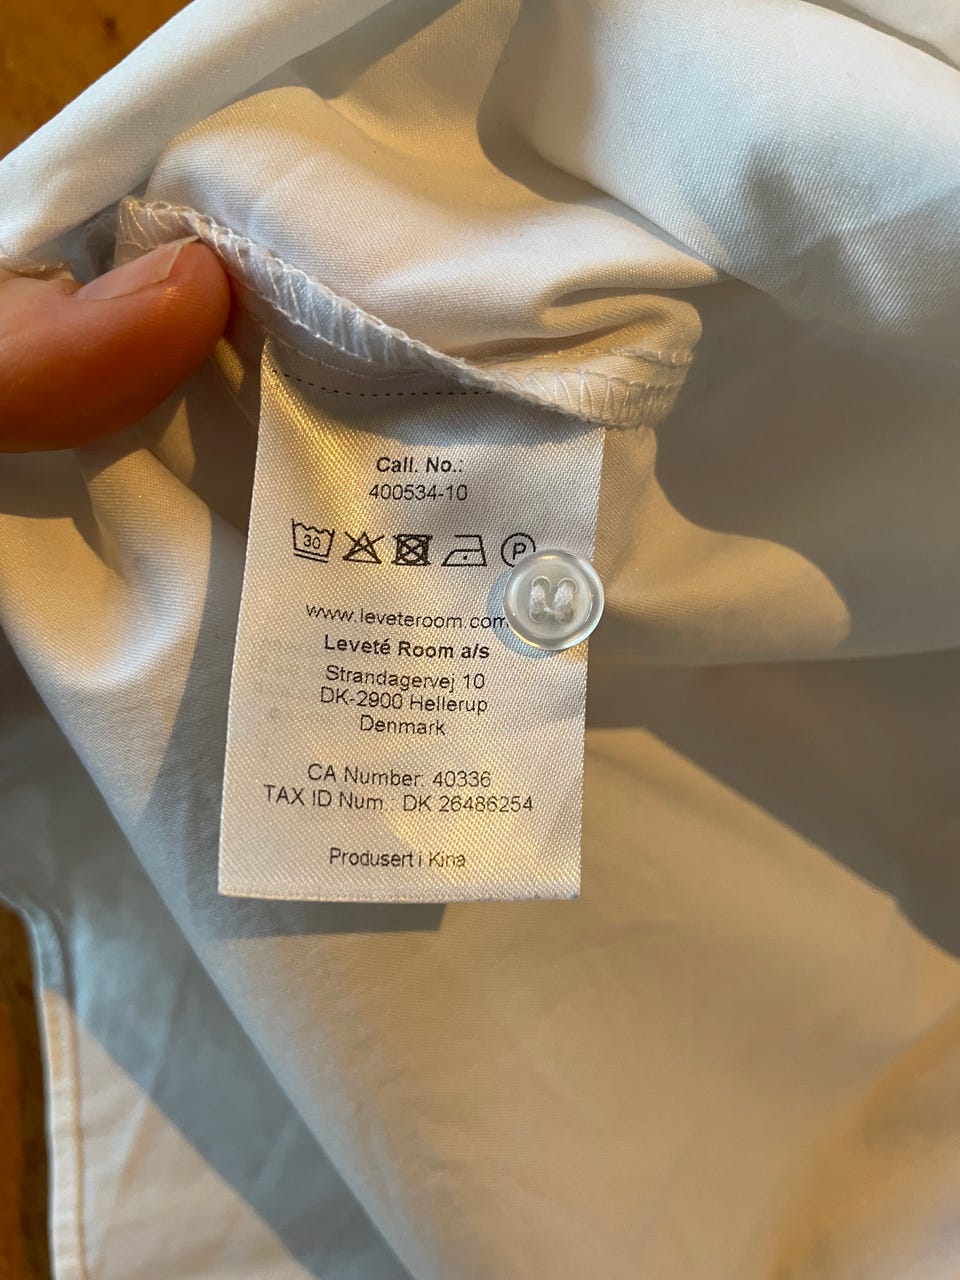 Call. No.:
400534-10
30 P
www.leveteroom.com
Leveté Room a/s
Strandagervej 10
DK-2900 Hellerup
Denmark
CA Number: 40336
TAX ID Num.: DK 26486254
Produsert i Kina